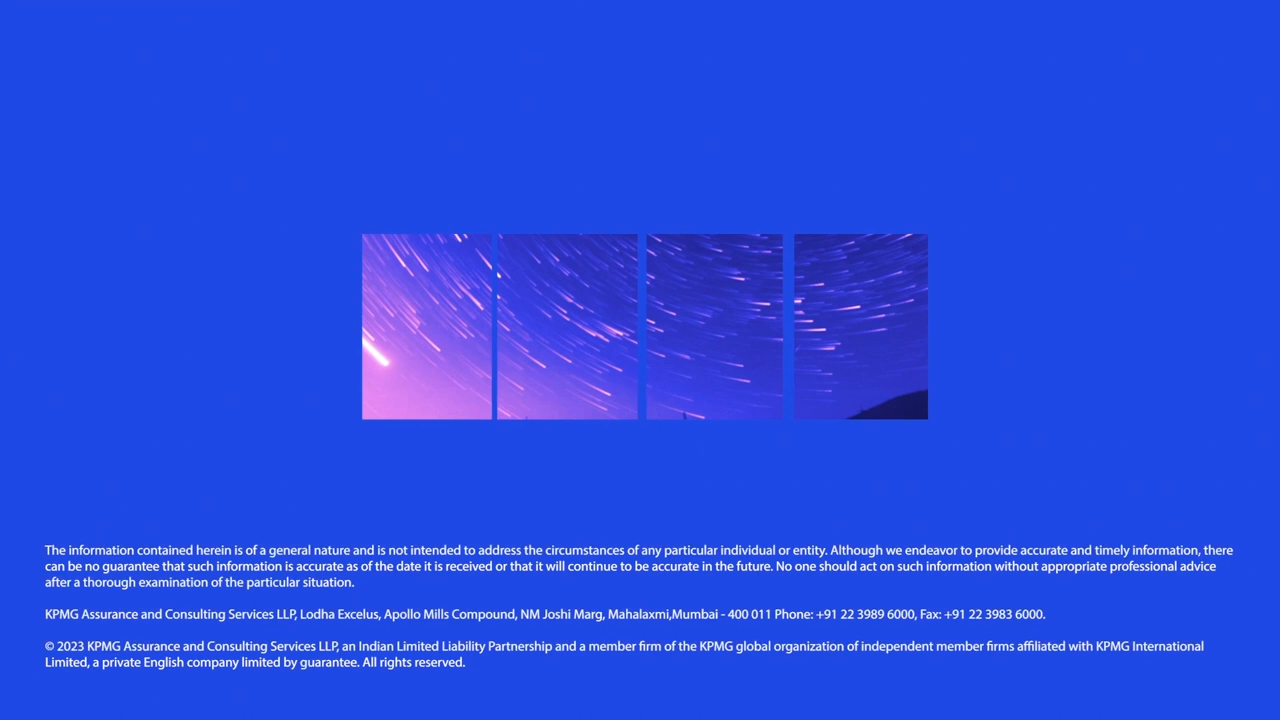 The information contained herein is of a general nature and is not intended to address the circumstances of any particular individual or entity. Although we endeavor to provide accurate and timely information, there
can be no guarantee that such information is accurate as of the date it is received or that it will continue to be accurate in the future. No one should act on such information without appropriate professional advice
after a thorough examination of the particular situation.
KPMG Assurance and Consulting Services LLP, Lodha Excelus, Apollo Mills Compound, NM Joshi Marg, Mahalaxmi,Mumbai - 400 011 Phone: +91 22 3989 6000, Fax: +91 22 3983 6000.
© 2023 KPMG Assurance and Consulting Services LLP, an Indian Limited Liability Partnership and a member firm of the KPMG global organization of independent member firms affiliated with KPMG International
Limited, a private English company limited by guarantee. All rights reserved.